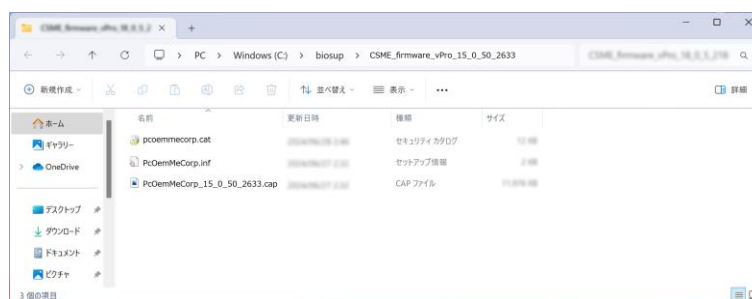 PC > Windows (C:) > biosup > CSME_firmware_vPro_15_0_50_2633
新規作成 並べ替え 表示 ... 詳細
ホーム
ギャラリー
OneDrive
デスクトップ
ダウンロード
ドキュメント
ピクチャ
名前 更新日時 種類 サイズ
pcoemmecorp.cat セキュリティ カタログ
PcOemMeCorp.inf セットアップ情報
PcOemMeCorp_15_0_50_2633.cap CAP ファイル
3 個の項目